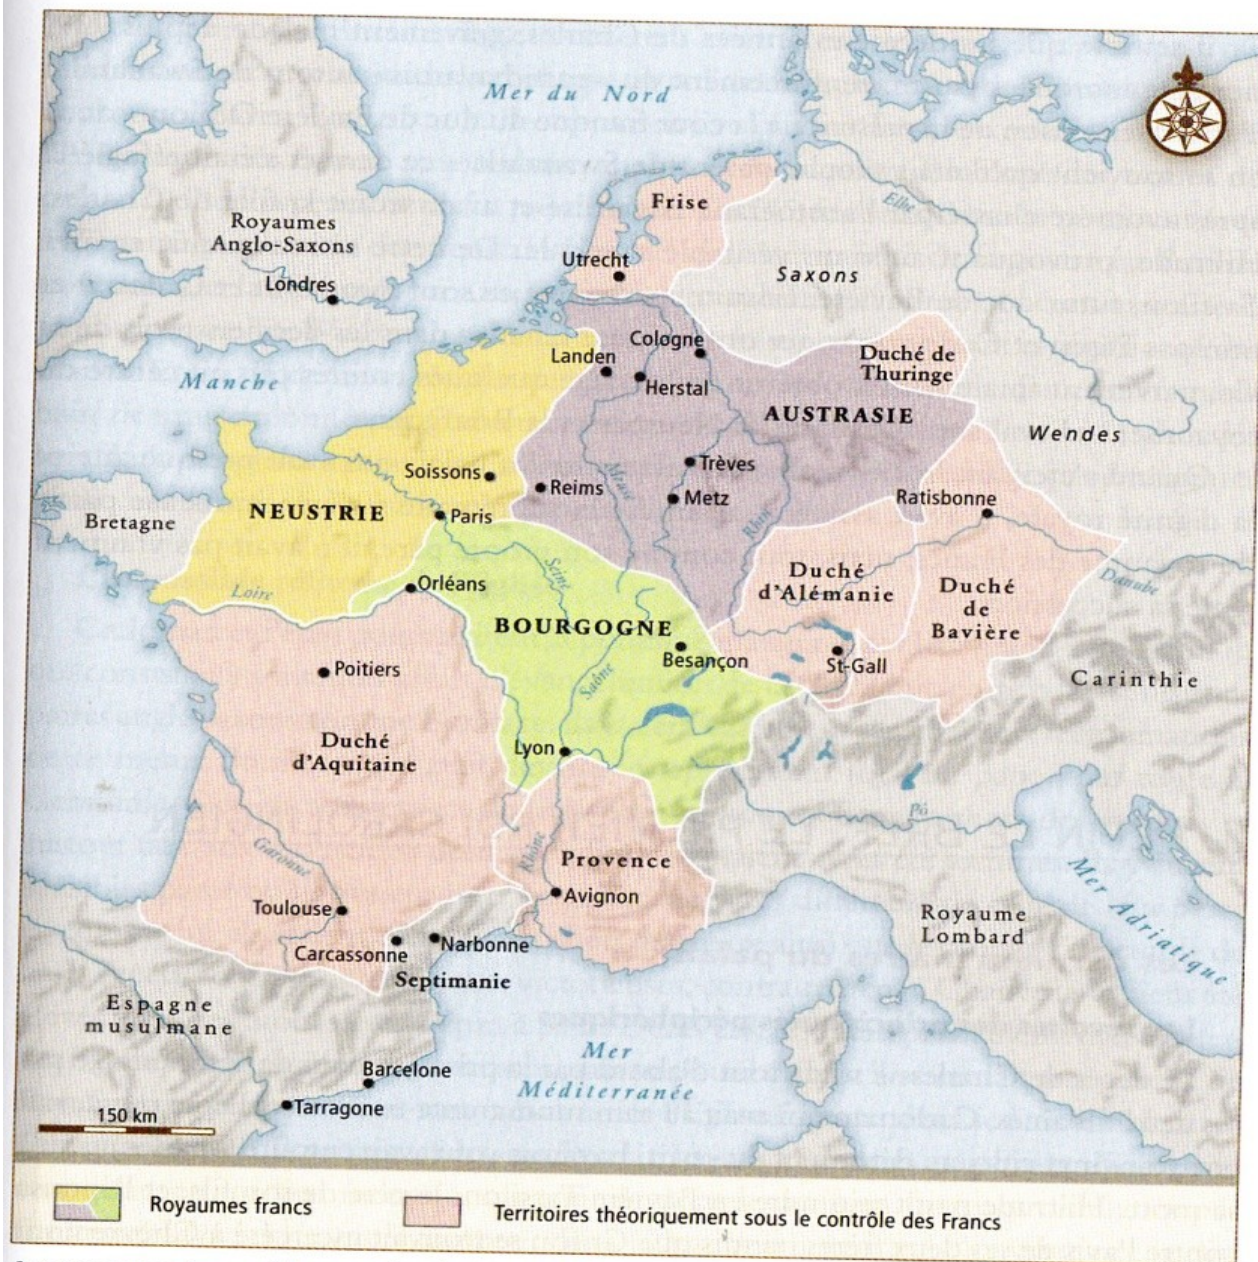 Mer du Nord
Frise
Elbe
Royaumes
Anglo-Saxons
Utrecht
Saxons
Londres
Cologne
Landen
Duché de
Thuringe
Manche
Herstal
AUSTRASIE
Wendes
Soissons
Trèves
Meuse
Reims
Metz
Ratisbonne
NEUSTRIE
Paris
Bretagne
Rhin
Seine
Duché
d'Alémanie
Danube
Orléans
Loire
Duché
de
Bavière
BOURGOGNE
Besançon
St-Gall
Poitiers
Saône
Carinthie
Duché
d'Aquitaine
Lyon
Pô
Garonne
Rhône
Provence
Mer Adriatique
Avignon
Toulouse
Royaume
Lombard
Carcassonne
Narbonne
Septimanie
Espagne
musulmane
Mer
Méditerranée
Barcelone
Tarragone
150 km
Royaumes francs
Territoires théoriquement sous le contrôle des Francs